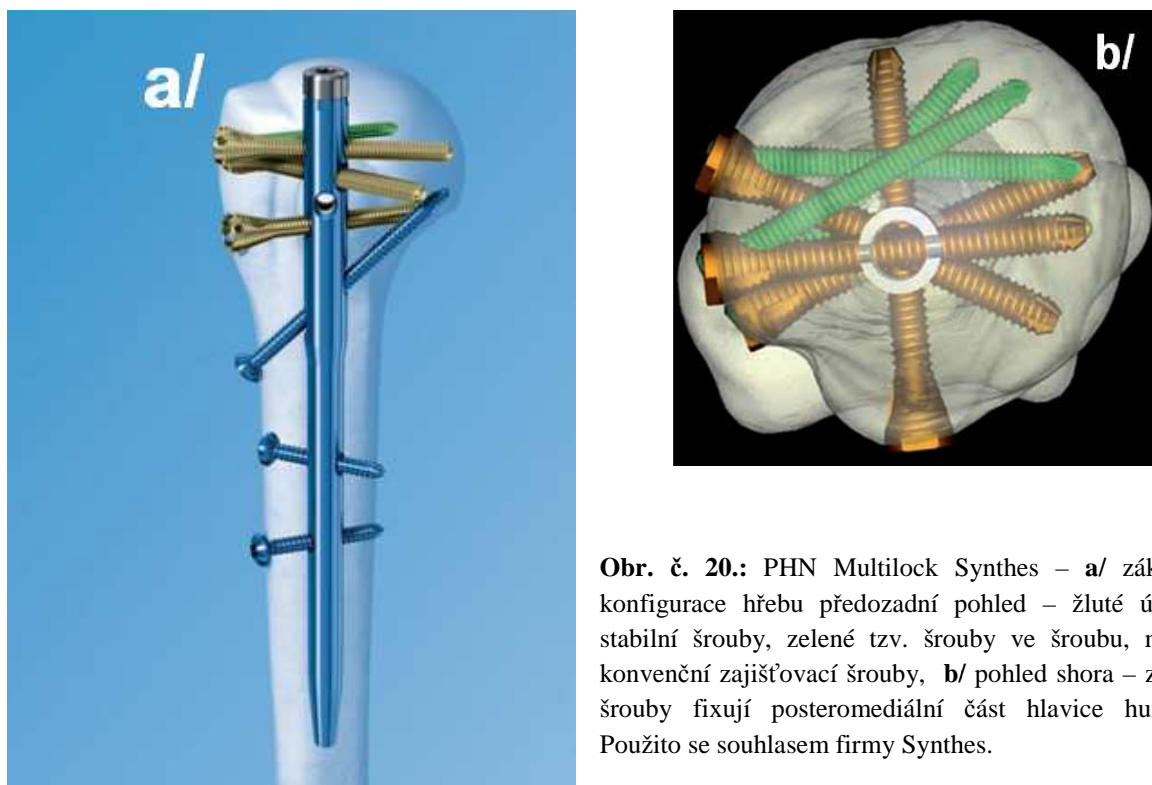 a/
b/
Obr. č. 20.: PHN Multilock Synthes – a/ zák
konfigurace hřebu předozadní pohled – žluté ú
stabilní šrouby, zelené tzv. šrouby ve šroubu, m
konvenční zajišťovací šrouby, b/ pohled shora – z
šrouby fixují posteromediální část hlavice hu
Použito se souhlasem firmy Synthes.